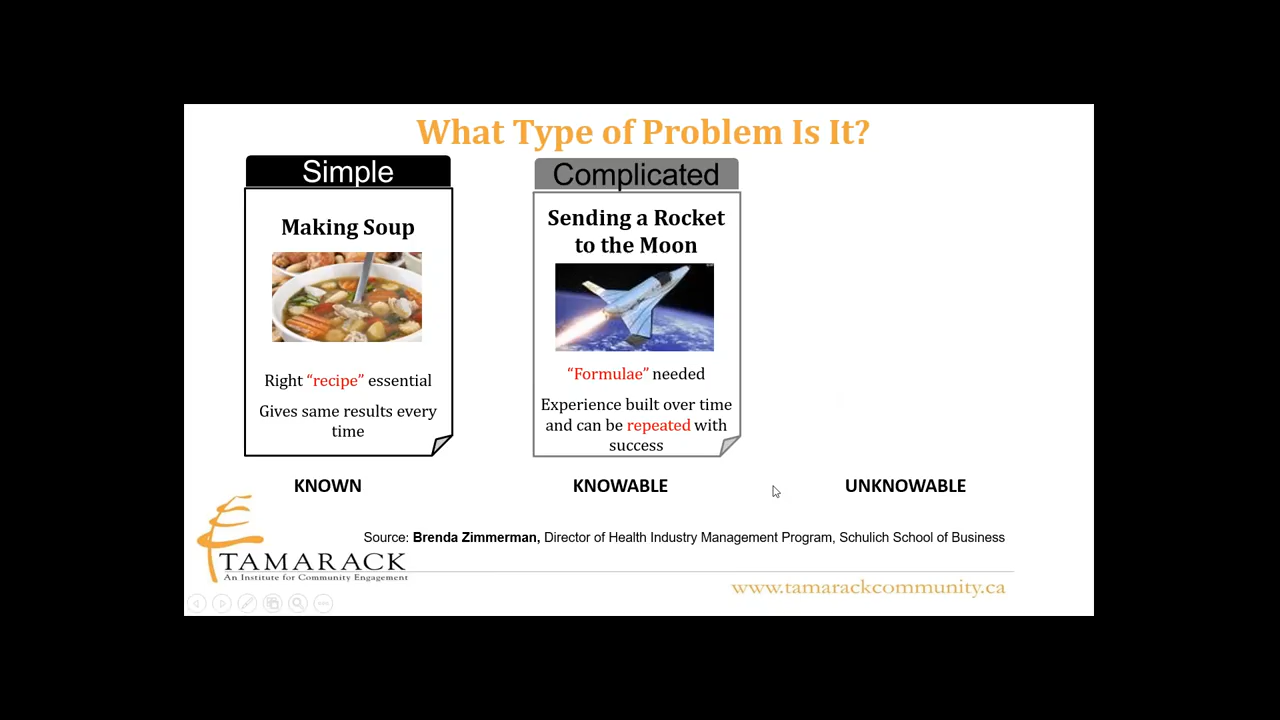 What Type of Problem Is It?
Simple
Making Soup
Right “recipe” essential
Gives same results every
time
KNOWN
Complicated
Sending a Rocket
to the Moon
“Formulae” needed
Experience built over time
and can be repeated with
success
KNOWABLE
UNKNOWABLE
Source: Brenda Zimmerman, Director of Health Industry Management Program, Schulich School of Business
TAMARACK
An Institute for Community Engagement
www.tamarackcommunity.ca